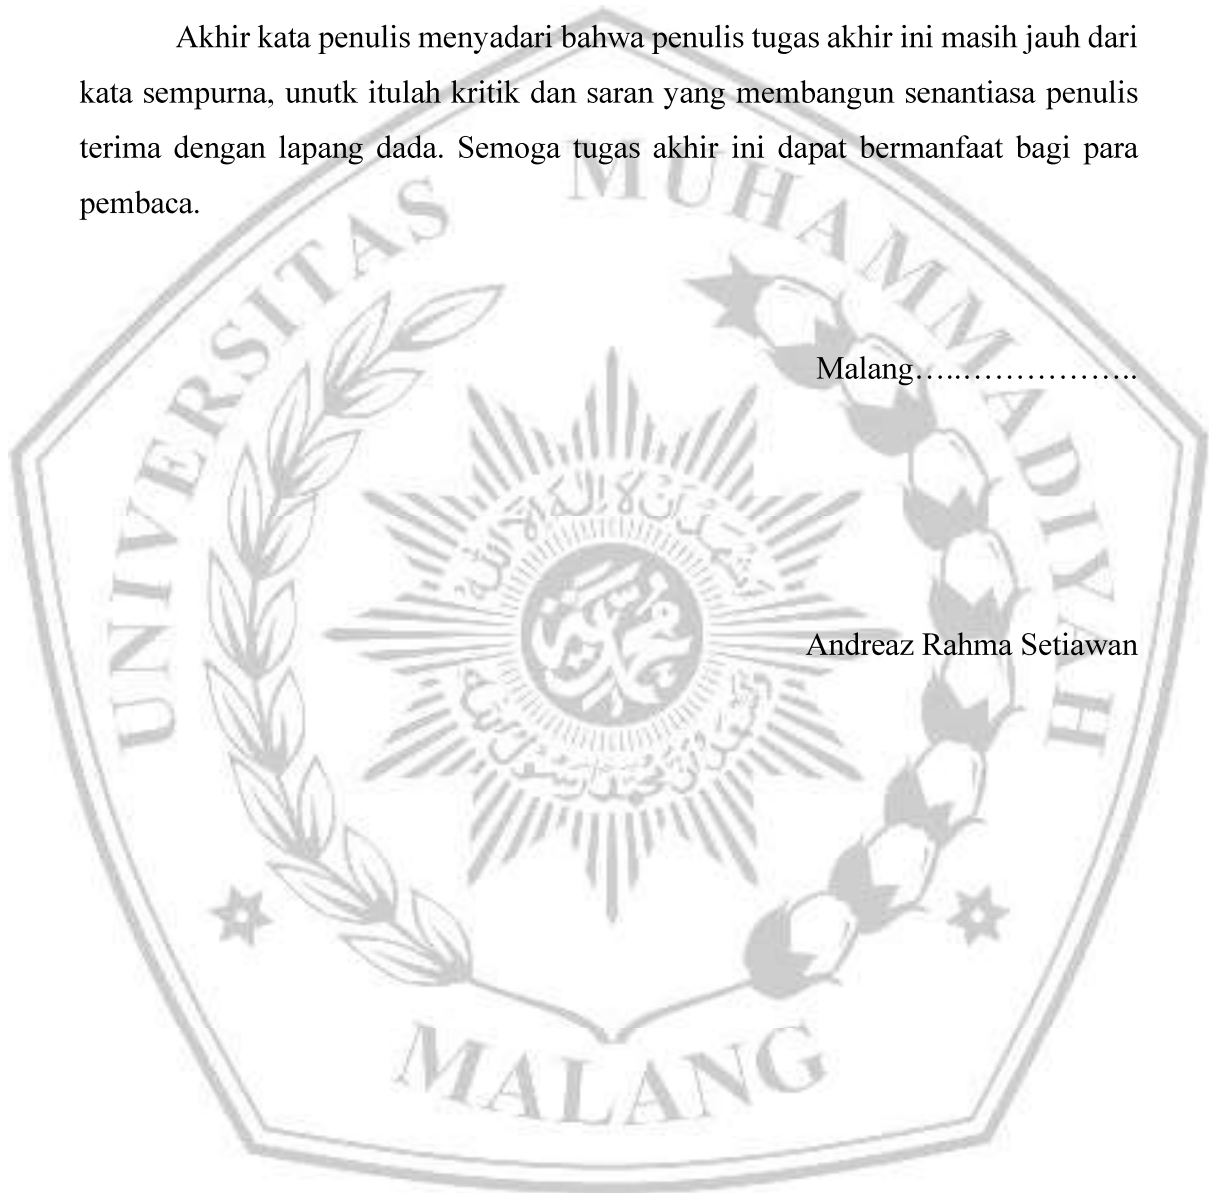 Akhir kata penulis menyadari bahwa penulis tugas akhir ini masih jauh dari
kata sempurna, unutk itulah kritik dan saran yang membangun senantiasa penulis
terima dengan lapang dada. Semoga tugas akhir ini dapat bermanfaat bagi para
pembaca.
UNIVERSITAS MUHAMMADIYAH
Malang…..……………..
Andreaz Rahma Setiawan
MALANG